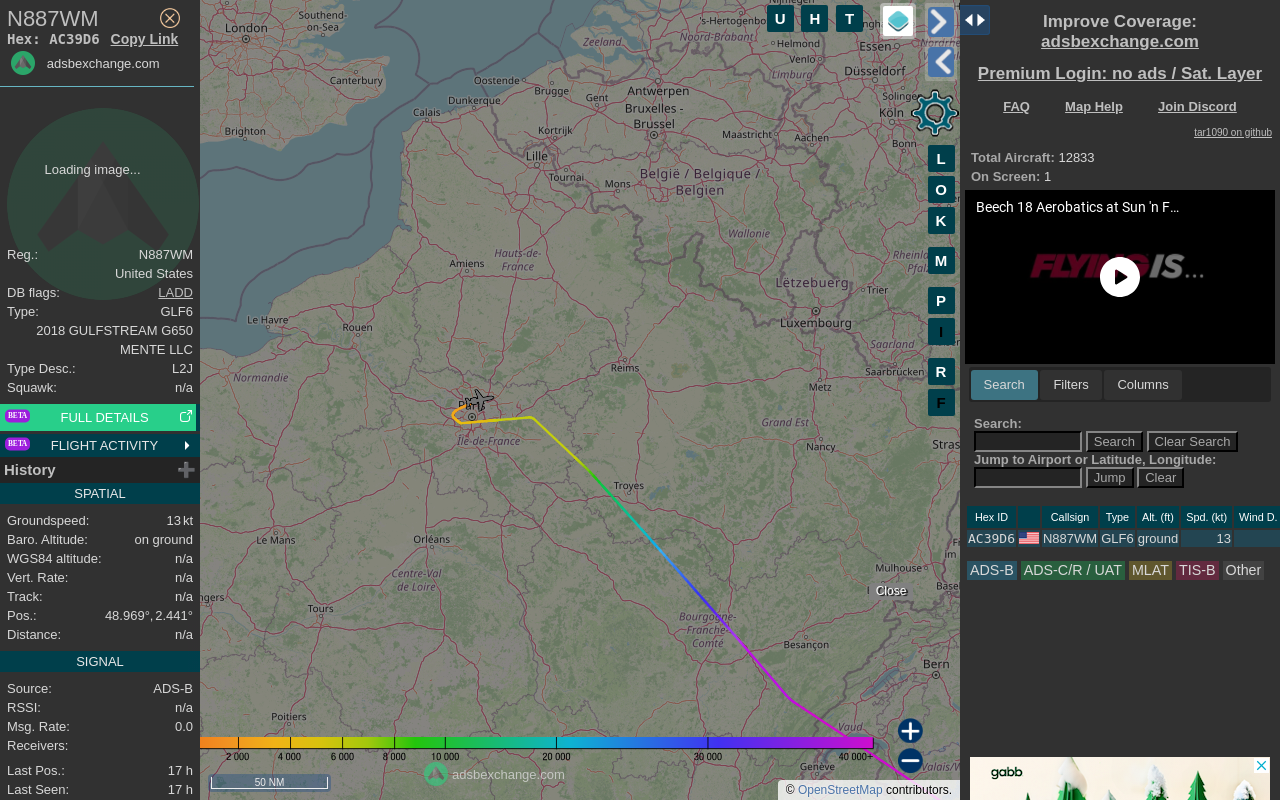 N887WM
Hex: AC39D6 Copy Link
adsbexchange.com
Loading image...
Reg.: N887WM
United States
DB flags: LADD
Type: GLF6
2018 GULFSTREAM G650
MENTE LLC
Type Desc.: L2J
Squawk: n/a
BETA FULL DETAILS
BETA FLIGHT ACTIVITY
History
SPATIAL
Groundspeed: 13 kt
Baro. Altitude: on ground
WGS84 altitude: n/a
Vert. Rate: n/a
Track: n/a
Pos.: 48.969°, 2.441°
Distance: n/a
SIGNAL
Source: ADS-B
RSSI: n/a
Msg. Rate: 0.0
Receivers:
Last Pos.: 17 h
Last Seen: 17 h
U H T
L
O
K
M
P
I
R
F
London
Southend-
on-Sea
Canterbury
Brighton
Calais
Dunkerque
Oostende
Brugge
Gent
Zeeland
's-Hertogenbosch
Noord-Brabant
Helmond
Venlo
Limburg
Essen
Düsseldorf
Solingen
Köln
Bonn
Antwerpen
Bruxelles -
Brussel
Maastricht
Aachen
Kortrijk
Lille
Tournai
Mons
België / Belgique /
Belgien
Wallonie
Hauts-de-
France
Amiens
Lëtzebuerg
Trier
Luxembourg
Saarland
Saarbrücken
Le Havre
Rouen
Normandie
Reims
Metz
Paris
Île-de-France
Grand Est
Nancy
Troyes
Le Mans
Orléans
Centre-Val
de Loire
Tours
Mulhouse
Close
Bourgogne-
Franche-
Comté
Besançon
Bern
Poitiers
Vaud
Genève
2 000 4 000 6 000 8 000 10 000 20 000 30 000 40 000+
50 NM
adsbexchange.com
© OpenStreetMap contributors.
Improve Coverage:
adsbexchange.com
Premium Login: no ads / Sat. Layer
FAQ Map Help Join Discord
tar1090 on github
Total Aircraft: 12833
On Screen: 1
Beech 18 Aerobatics at Sun 'n F...
FLYING IS...
Search Filters Columns
Search:
Search Clear Search
Jump to Airport or Latitude, Longitude:
Jump Clear
Hex ID Callsign Type Alt. (ft) Spd. (kt) Wind D.
AC39D6 N887WM GLF6 ground 13
ADS-B ADS-C/R / UAT MLAT TIS-B Other
gabb